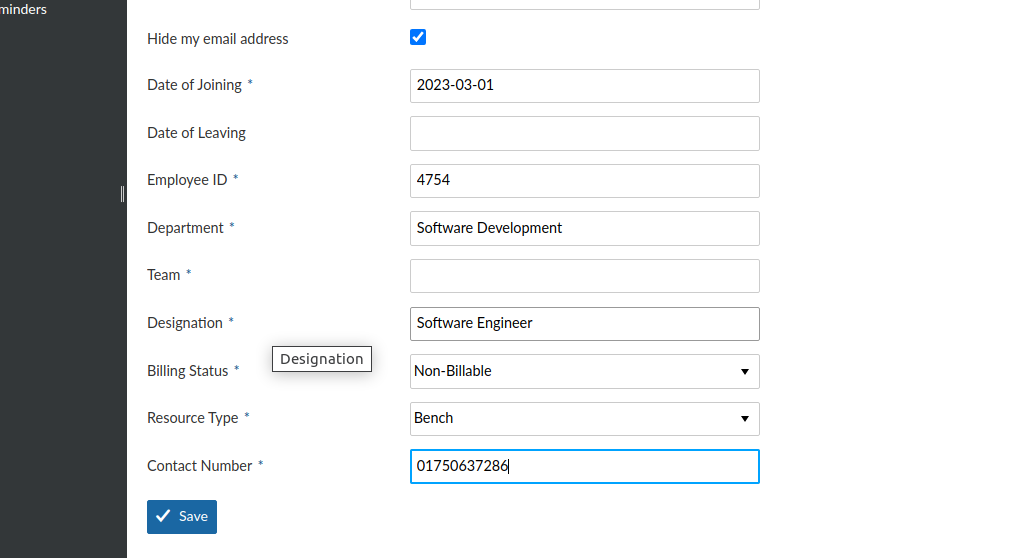 minders
Hide my email address
Date of Joining * 2023-03-01
Date of Leaving
Employee ID * 4754
Department * Software Development
Team *
Designation * Software Engineer
Designation
Billing Status * Non-Billable
Resource Type * Bench
Contact Number * 01750637286
Save